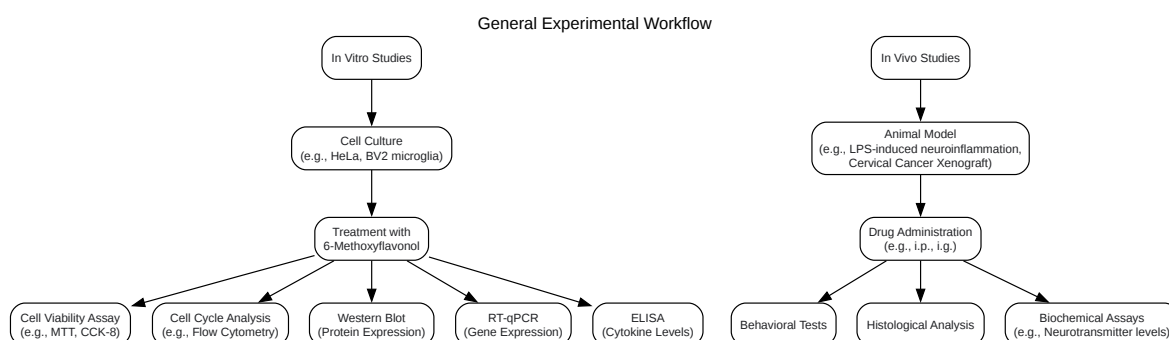 General Experimental Workflow
In Vitro Studies
In Vivo Studies
Cell Culture
(e.g., HeLa, BV2 microglia)
Animal Model
(e.g., LPS-induced neuroinflammation,
Cervical Cancer Xenograft)
Treatment with
6-Methoxyflavonol
Drug Administration
(e.g., i.p., i.g.)
Cell Viability Assay
(e.g., MTT, CCK-8)
Cell Cycle Analysis
(e.g., Flow Cytometry)
Western Blot
(Protein Expression)
RT-qPCR
(Gene Expression)
ELISA
(Cytokine Levels)
Behavioral Tests
Histological Analysis
Biochemical Assays
(e.g., Neurotransmitter levels)